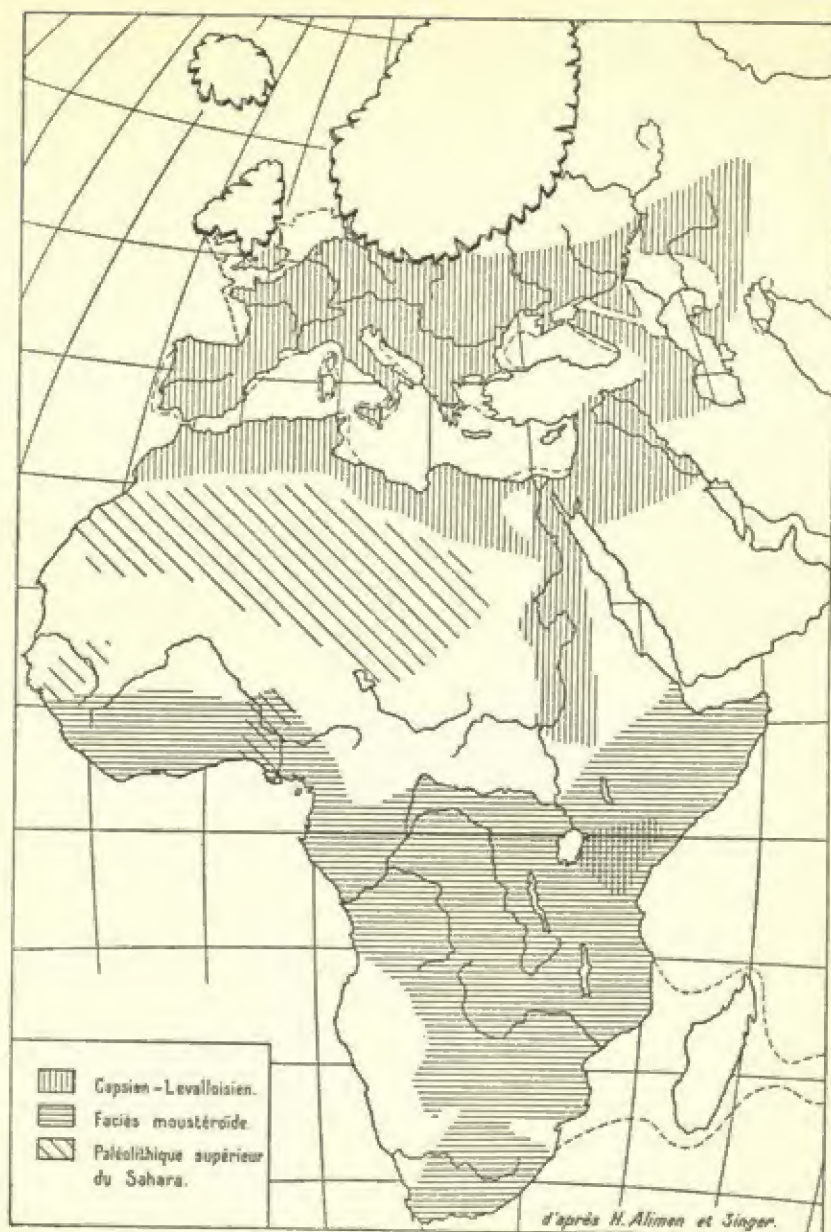 Capsien-Levalloisien.
Faciès moustéroïde.
Paléolithique supérieur
du Sahara.
d'après H. Alimen et Singer.